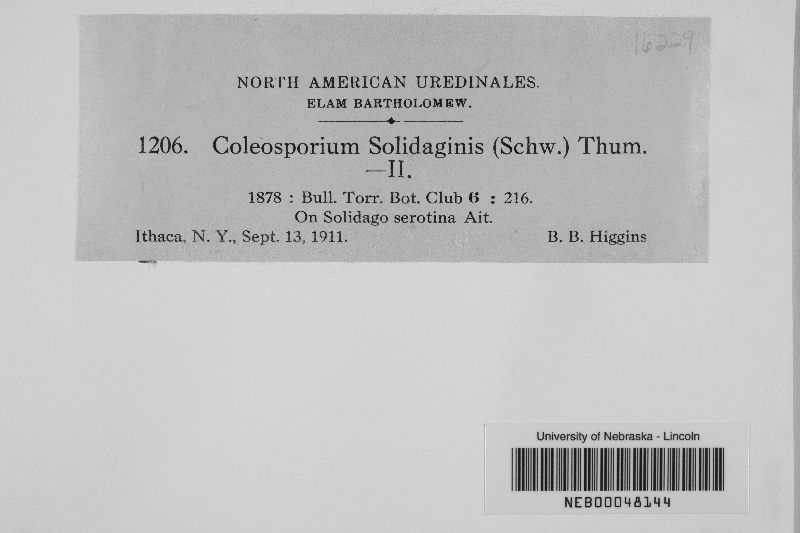 16229
NORTH AMERICAN UREDINALES.
ELAM BARTHOLOMEW.
1206. Coleosporium Solidaginis (Schw.) Thum.
—II.
1878 : Bull. Torr. Bot. Club 6 : 216.
On Solidago serotina Ait.
Ithaca, N. Y., Sept. 13, 1911. B. B. Higgins
University of Nebraska - Lincoln
NEB00048144